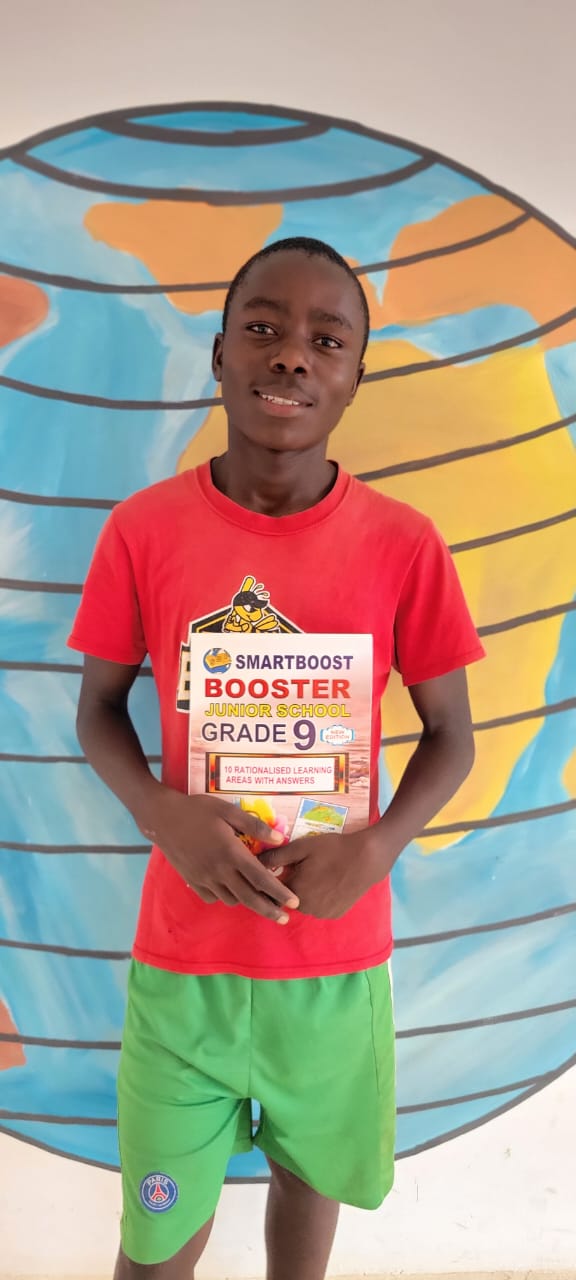 SMARTBOOST
BOOSTER
JUNIOR SCHOOL
GRADE 9
NEW
EDITION
10 RATIONALISED LEARNING
AREAS WITH ANSWERS
PARIS